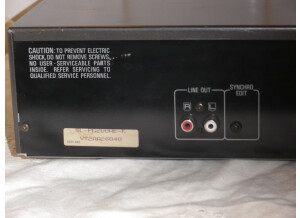 CAUTION: TO PREVENT ELECTRIC
SHOCK, DO NOT REMOVE SCREWS.
NO USER-SERVICEABLE PARTS
INSIDE. REFER SERVICING TO
QUALIFIED SERVICE PERSONNEL.
LINE OUT
SYNCHRO
EDIT
R
L